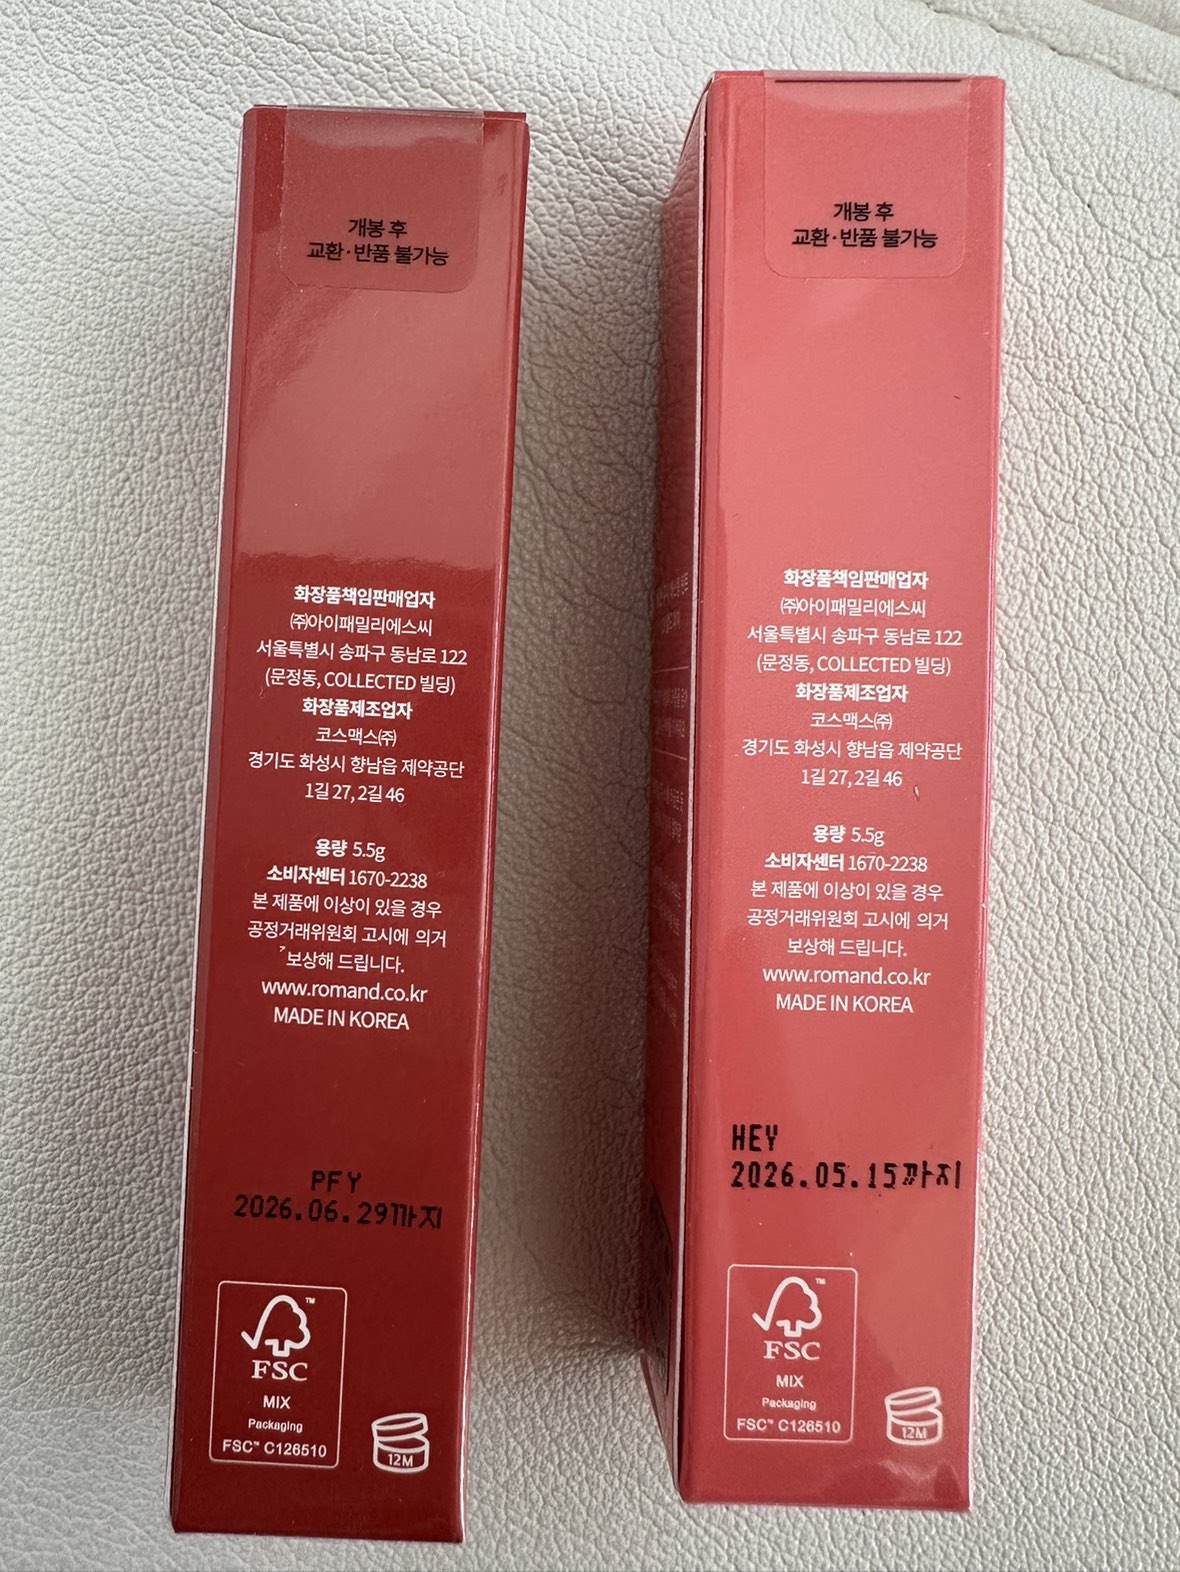 개봉 후
교환·반품 불가능
화장품책임판매업자
㈜아이패밀리에스씨
서울특별시 송파구 동남로 122
(문정동, COLLECTED 빌딩)
화장품제조업자
코스맥스㈜
경기도 화성시 향남읍 제약공단
1길 27, 2길 46
용량 5.5g
소비자센터 1670-2238
본 제품에 이상이 있을 경우
공정거래위원회 고시에 의거
보상해 드립니다.
www.romand.co.kr
MADE IN KOREA
PFY
2026.06.29까지
FSC™
MIX
Packaging
FSC™ C126510
12M
개봉 후
교환·반품 불가능
화장품책임판매업자
㈜아이패밀리에스씨
서울특별시 송파구 동남로 122
(문정동, COLLECTED 빌딩)
화장품제조업자
코스맥스㈜
경기도 화성시 향남읍 제약공단
1길 27, 2길 46
용량 5.5g
소비자센터 1670-2238
본 제품에 이상이 있을 경우
공정거래위원회 고시에 의거
보상해 드립니다.
www.romand.co.kr
MADE IN KOREA
HEY
2026.05.15까지
FSC™
MIX
Packaging
FSC™ C126510
12M